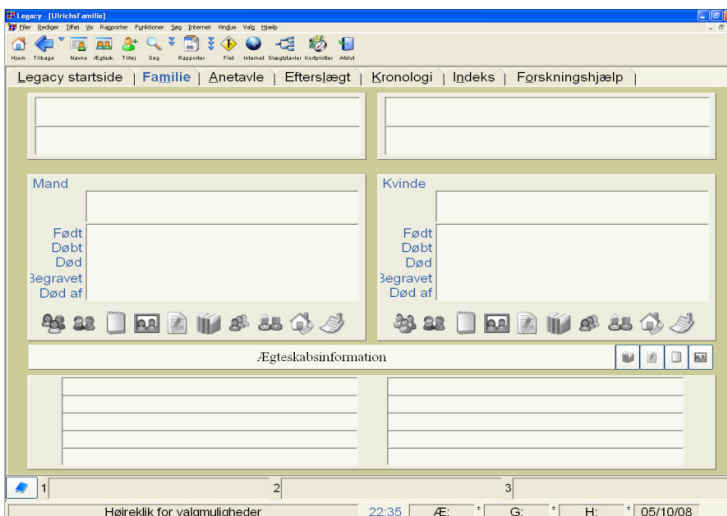 Legacy - [UlrichsFamilie]
Filer Rediger Tilføj Vis Rapporter Funktioner Søg Internet Vindue Valg Hjælp
Hjem Tilbage Navne Ægtesk. Tilføj Søg Rapporter Flet Internet Slægtstavler Kortplotter Afslut
Legacy startside Familie Anetavle Efterslægt Kronologi Indeks Forskningshjælp
Mand Kvinde
Født Født
Døbt Døbt
Død Død
Begravet Begravet
Død af Død af
Ægteskabsinformation
1 2 3
Højreklik for valgmuligheder 22:35 Æ: * G: * H: * 05/10/08